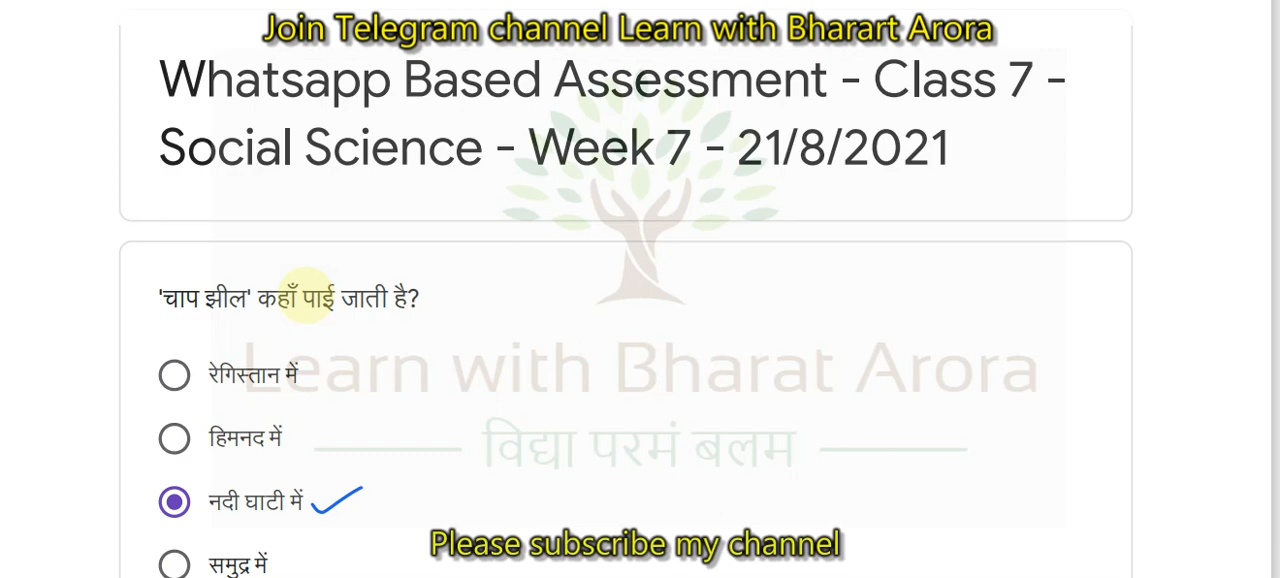 Join Telegram channel Learn with Bharart Arora
Whatsapp Based Assessment - Class 7 -
Social Science - Week 7 - 21/8/2021
'चाप झील' कहाँ पाई जाती है?
रेगिस्तान में
Learn with Bharat Arora
हिमनद में
विद्या परमं बलम
नदी घाटी में
Please subscribe my channel
समुद्र में